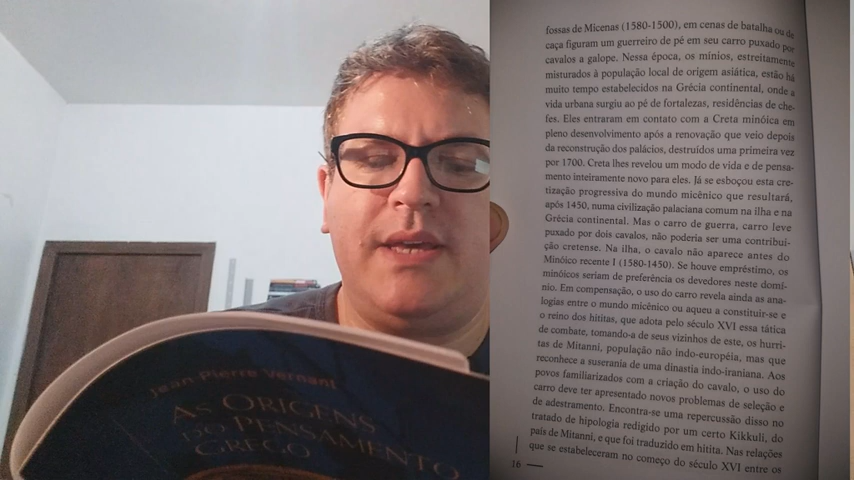 Jean-Pierre Vernant
AS ORIGENS
DO PENSAMENTO
GREGO
fossas de Micenas (1580-1500), em cenas de batalha ou de
caça figuram um guerreiro de pé em seu carro puxado por
cavalos a galope. Nessa época, os mínios, estreitamente
misturados à população local de origem asiática, estão há
muito tempo estabelecidos na Grécia continental, onde a
vida urbana surgiu ao pé de fortalezas, residências de che-
fes. Eles entraram em contato com a Creta minóica em
pleno desenvolvimento após a renovação que veio depois
da reconstrução dos palácios, destruídos uma primeira vez
por 1700. Creta lhes revelou um modo de vida e de pensa-
mento inteiramente novo para eles. Já se esboçou esta cre-
tização progressiva do mundo micênico que resultará,
após 1450, numa civilização palaciana comum na ilha e na
Grécia continental. Mas o carro de guerra, carro leve
puxado por dois cavalos, não poderia ser uma contribui-
ção cretense. Na ilha, o cavalo não aparece antes do
Minóico recente I (1580-1450). Se houve empréstimo, os
minóicos seriam de preferência os devedores neste domí-
nio. Em compensação, o uso do carro revela ainda as ana-
logias entre o mundo micênico ou aqueu a constituir-se e
o reino dos hititas, que adota pelo século XVI essa tática
de combate, tomando-a de seus vizinhos de este, os hurri-
tas de Mitanni, população não indo-européia, mas que
reconhece a suserania de uma dinastia indo-iraniana. Aos
povos familiarizados com a criação do cavalo, o uso do
carro deve ter apresentado novos problemas de seleção e
de adestramento. Encontra-se uma repercussão disso no
tratado de hipologia redigido por um certo Kikkuli, do
país de Mitanni, e que foi traduzido em hitita. Nas relações
que se estabeleceram no começo do século XVI entre os
16